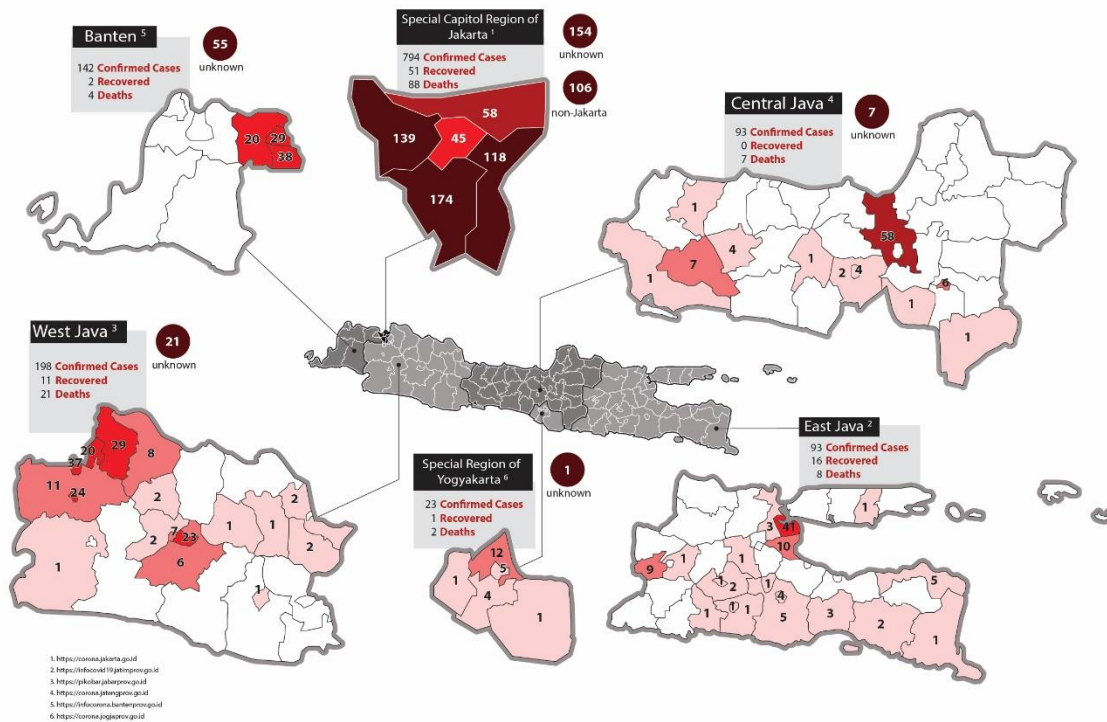 Banten 5
142 Confirmed Cases
2 Recovered
4 Deaths
55
unknown
20
29
38
Special Capitol Region of
Jakarta 1
794 Confirmed Cases
51 Recovered
88 Deaths
154
unknown
106
non-Jakarta
58
139
45
118
174
Central Java 4
93 Confirmed Cases
0 Recovered
7 Deaths
7
unknown
1
58
4
7
1
2
4
1
6
1
1
West Java 3
198 Confirmed Cases
11 Recovered
21 Deaths
21
unknown
20
29
37
8
11
24
2
2
7
23
1
1
2
2
6
1
1
Special Region of
Yogyakarta 6
23 Confirmed Cases
1 Recovered
2 Deaths
1
unknown
12
5
1
4
1
East Java 2
93 Confirmed Cases
16 Recovered
8 Deaths
1
3
41
10
9
1
1
1
2
1
4
5
1
1
1
5
3
2
1
1. https://corona.jakarta.go.id
2. https://infocovid19.jatimprov.go.id
3. https://pikobar.jabarprov.go.id
4. https://corona.jatengprov.go.id
5. https://infocorona.bantenprov.go.id
6. https://corona.jogjaprov.go.id